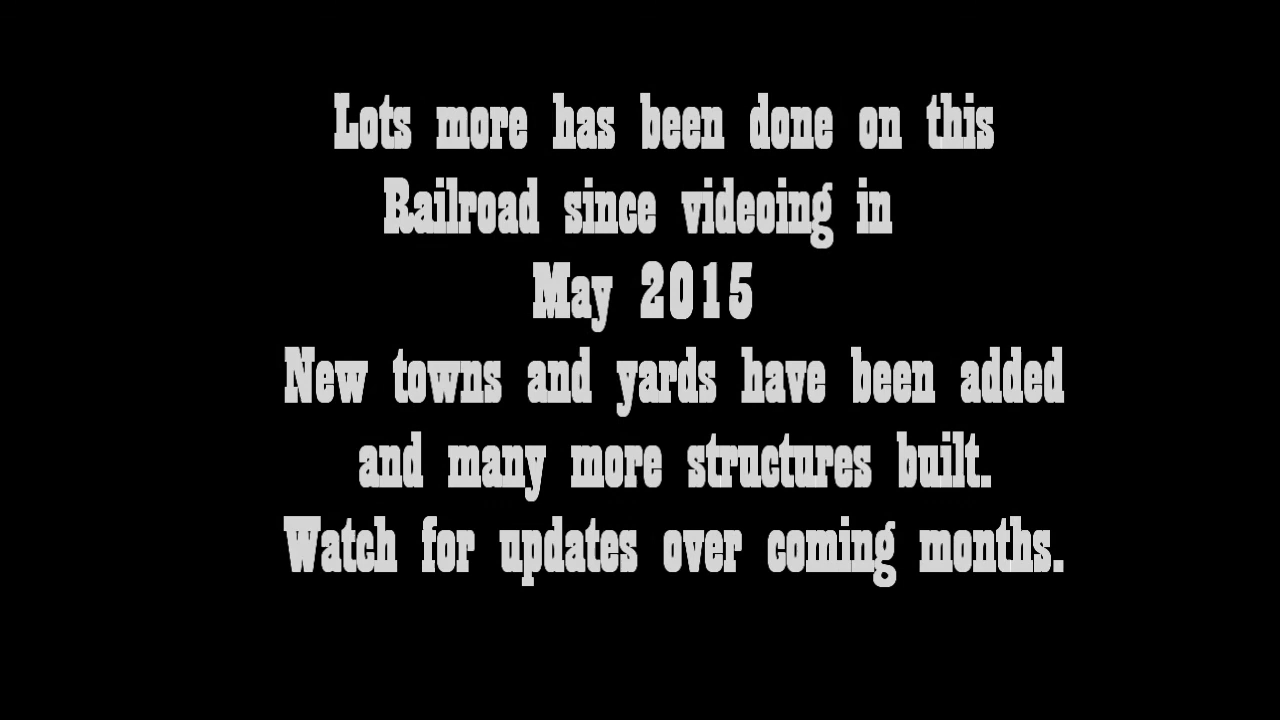 Lots more has been done on this
Railroad since videoing in
May 2015
New towns and yards have been added
and many more structures built.
Watch for updates over coming months.